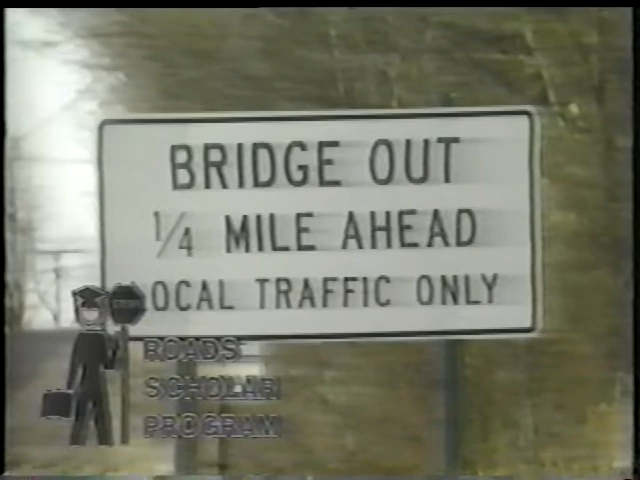 BRIDGE OUT
1/4 MILE AHEAD
LOCAL TRAFFIC ONLY
ROADS
SCHOLAR
PROGRAM